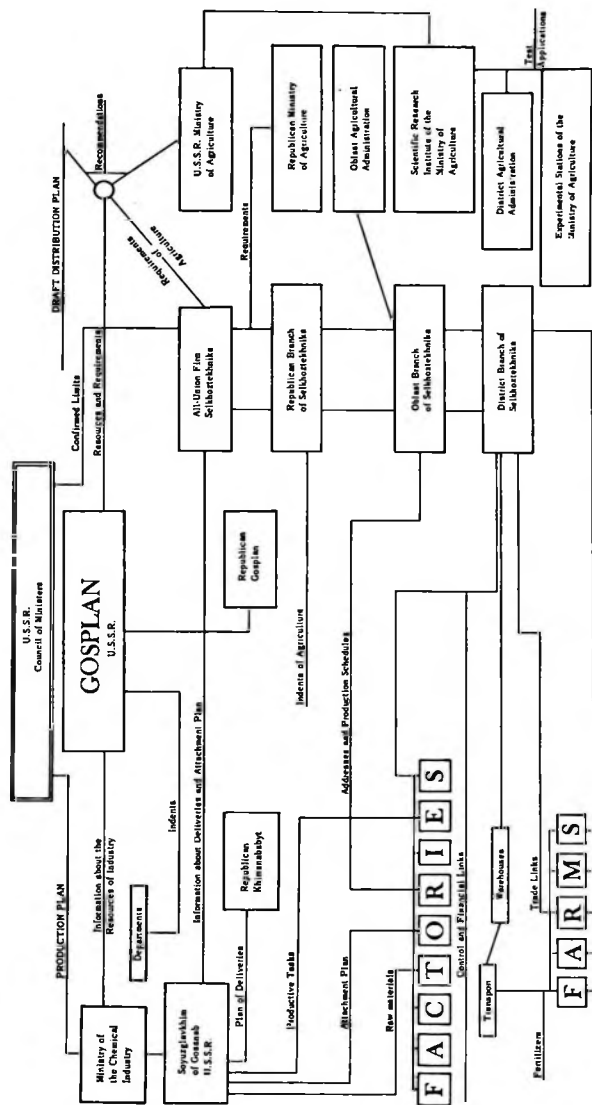 DRAFT DISTRIBUTION PLAN
U.S.S.R.
Council of Ministers
PRODUCTION PLAN
Confirmed Limits
Resources and Requirements
Recommendations
GOSPLAN
U.S.S.R.
Ministry of
the Chemical
Industry
Information about the
Resources of Industry
Departments
Indents
Requirements
of
Agriculture
U.S.S.R. Ministry
of Agriculture
All-Union Firm
Selkhoztekhnika
Soyuzglavkhim
of Gossnab
U.S.S.R.
Information about Deliveries and Attachment Plan
Republican
Gosplan
Republican
Khimsnabsbyt
Plan of Deliveries
Requirements
Republican Ministry
of Agriculture
Republican Branch
of Selkhoztekhnika
Indents of Agriculture
Oblast Agricultural
Administration
Productive Tasks
Attachment Plan
Addresses and Production Schedules
Raw materials
Oblast Branch
of Selkhoztekhnika
Scientific Research
Institute of the
Ministry of
Agriculture
FACTORIES
Control and Financial Links
District Branch of
Selkhoztekhnika
District Agricultural
Administration
Test
Applications
Experimental Stations of the
Ministry of Agriculture
Transport
Warehouses
Trade Links
Fertilizers
FARMS